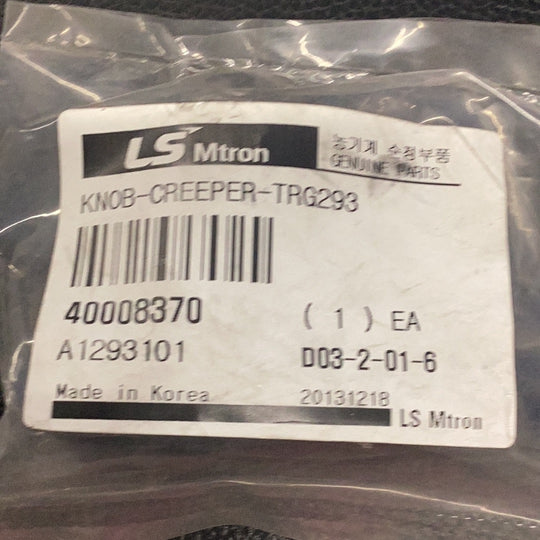 LS Mtron
농기계 순정부품
GENUINE PARTS
KNOB-CREEPER-TRG293
40008370 ( 1 ) EA
A1293101 D03-2-01-6
Made in Korea 20131218
LS Mtron